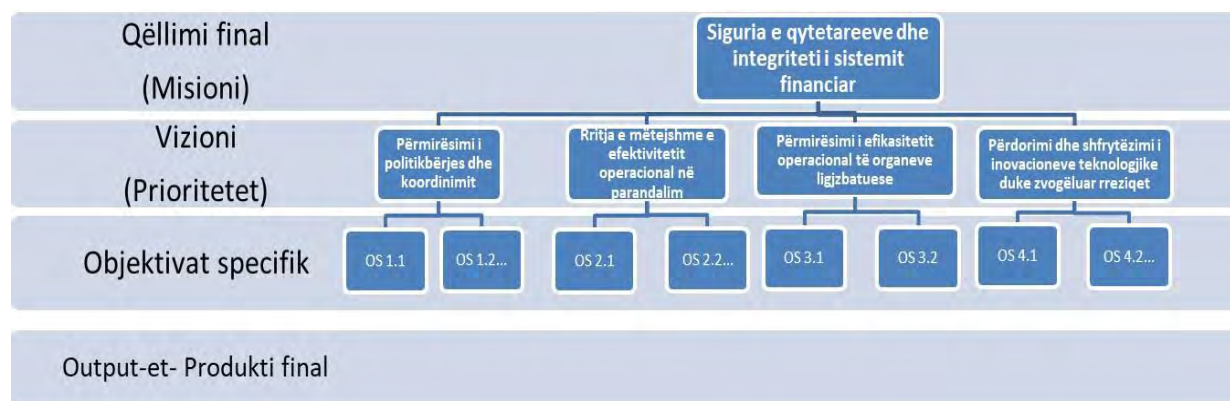 Qëllimi final
(Misioni)
Siguria e qytetareeve dhe
integriteti i sistemit
financiar
Vizioni
(Prioritetet)
Përmirësimi i
politikbërjes dhe
koordinimit
Rritja e mëtejshme e
efektivitetit
operacional në
parandalim
Përmirësimi i efikasitetit
operacional të organeve
ligjzbatuese
Përdorimi dhe shfrytëzimi i
inovacioneve teknologjike
duke zvogëluar rreziqet
Objektivat specifik
OS 1.1
OS 1.2...
OS 2.1
OS 2.2...
OS 3.1
OS 3.2
OS 4.1
OS 4.2...
Output-et- Produkti final